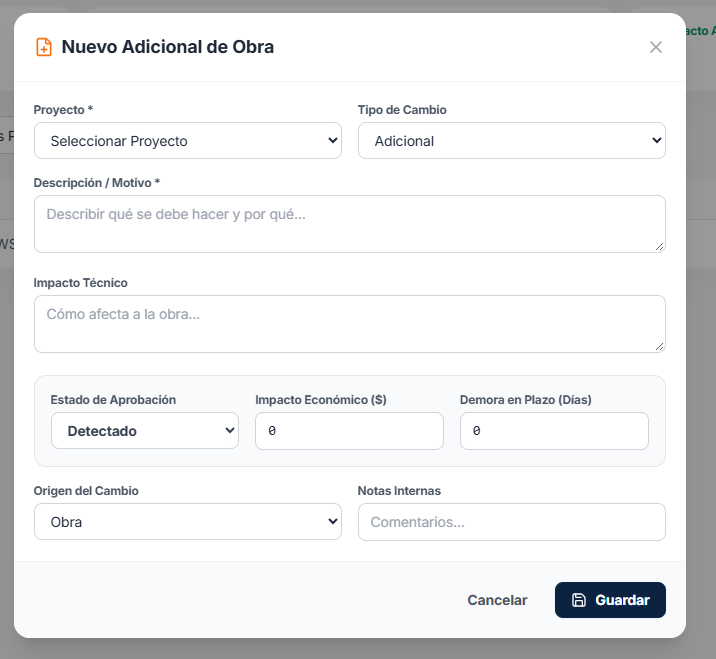 Nuevo Adicional de Obra
Proyecto * Tipo de Cambio
Seleccionar Proyecto Adicional
Descripción / Motivo *
Describir qué se debe hacer y por qué...
Impacto Técnico
Cómo afecta a la obra...
Estado de Aprobación Impacto Económico ($) Demora en Plazo (Días)
Detectado 0 0
Origen del Cambio Notas Internas
Obra Comentarios...
Cancelar Guardar